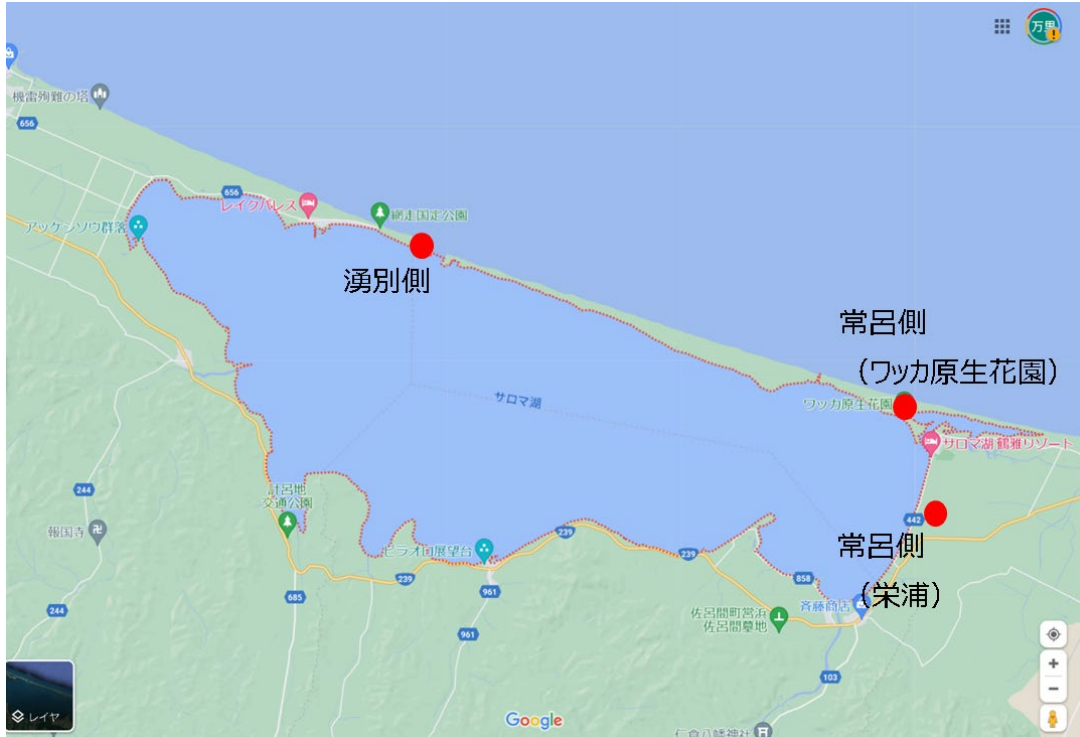 万里
機雷殉難の塔
656
656
レイクパレス
網走国定公園
アッケシソウ群落
湧別側
常呂側
（ワッカ原生花園）
サロマ湖
ワッカ原生花園
サロマ湖 鶴雅リゾート
244
計呂地
交通公園
442
報国寺
239
常呂側
ピラオロ展望台
239
239
858
（栄浦）
685
961
斉藤商店
佐呂間町営浜
佐呂間墓地
244
961
103
レイヤ
Google
仁倉八幡神社